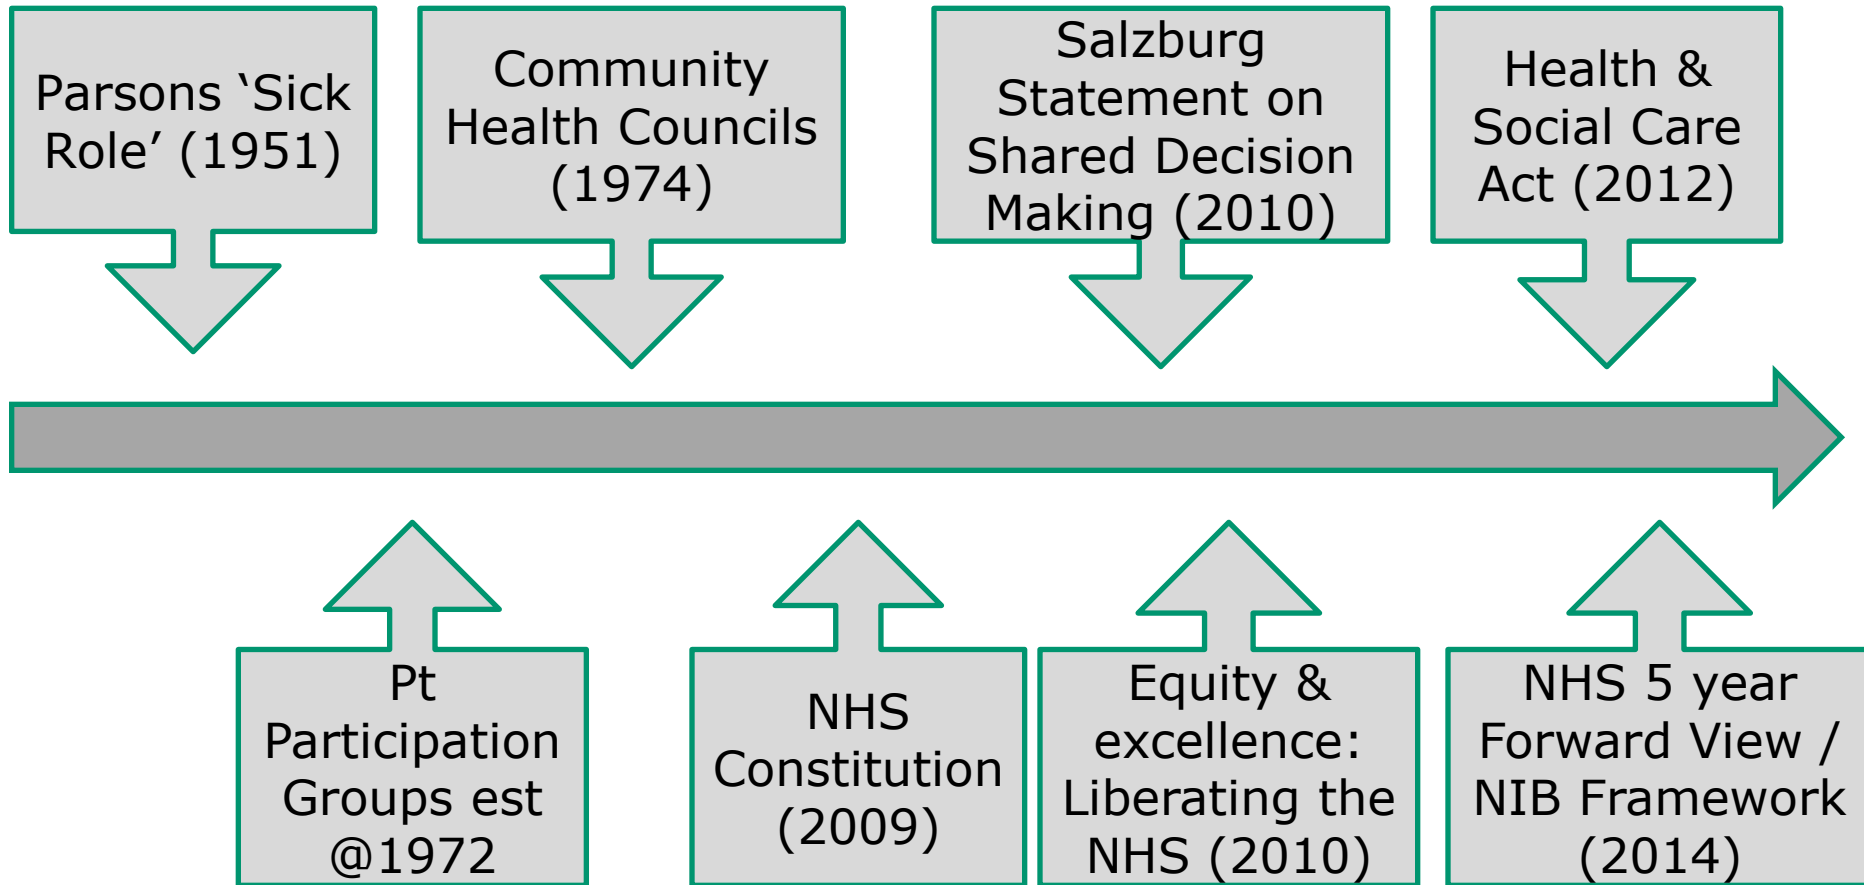 Parsons ‘Sick
Role’ (1951)
Community
Health Councils
(1974)
Salzburg
Statement on
Shared Decision
Making (2010)
Health &
Social Care
Act (2012)
Pt
Participation
Groups est
@1972
NHS
Constitution
(2009)
Equity &
excellence:
Liberating the
NHS (2010)
NHS 5 year
Forward View /
NIB Framework
(2014)